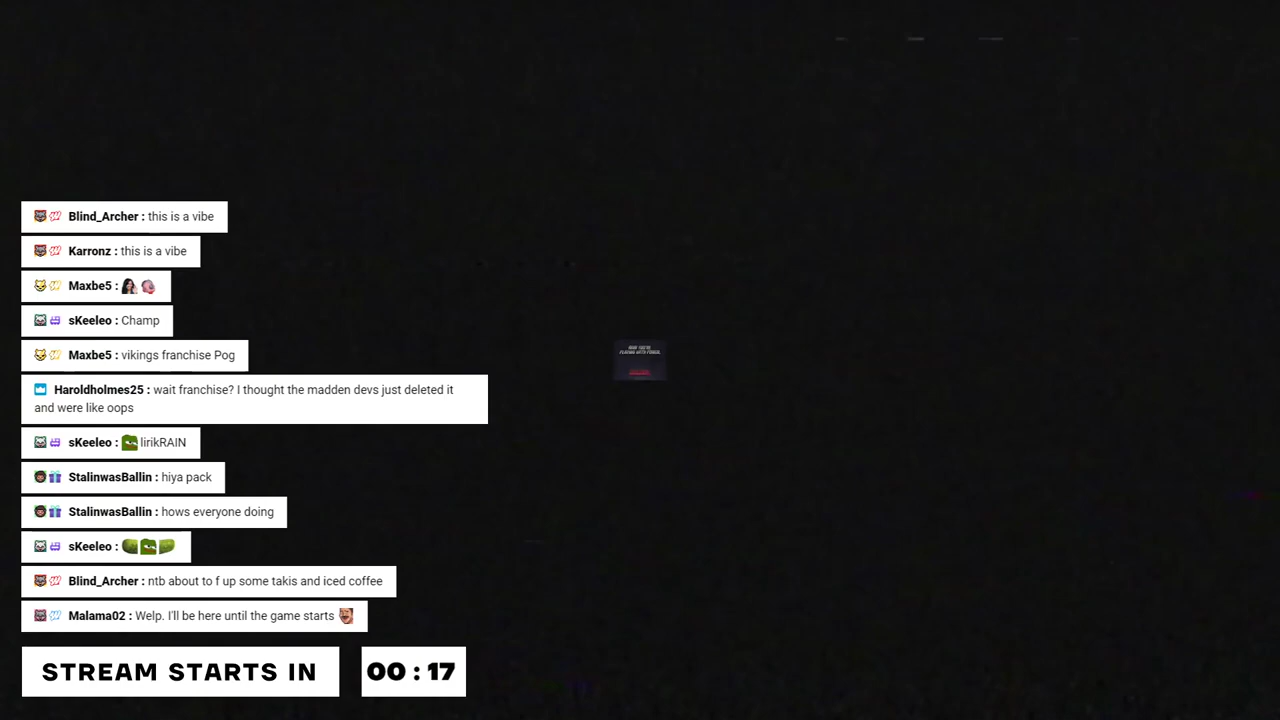 Blind_Archer : this is a vibe
Karronz : this is a vibe
Maxbe5 :
sKeeleo : Champ
Maxbe5 : vikings franchise Pog
Haroldholmes25 : wait franchise? I thought the madden devs just deleted it
and were like oops
sKeeleo : lirikRAIN
StalinwasBallin : hiya pack
StalinwasBallin : hows everyone doing
sKeeleo :
Blind_Archer : ntb about to f up some takis and iced coffee
Malama02 : Welp. I'll be here until the game starts
STREAM STARTS IN 00 : 17